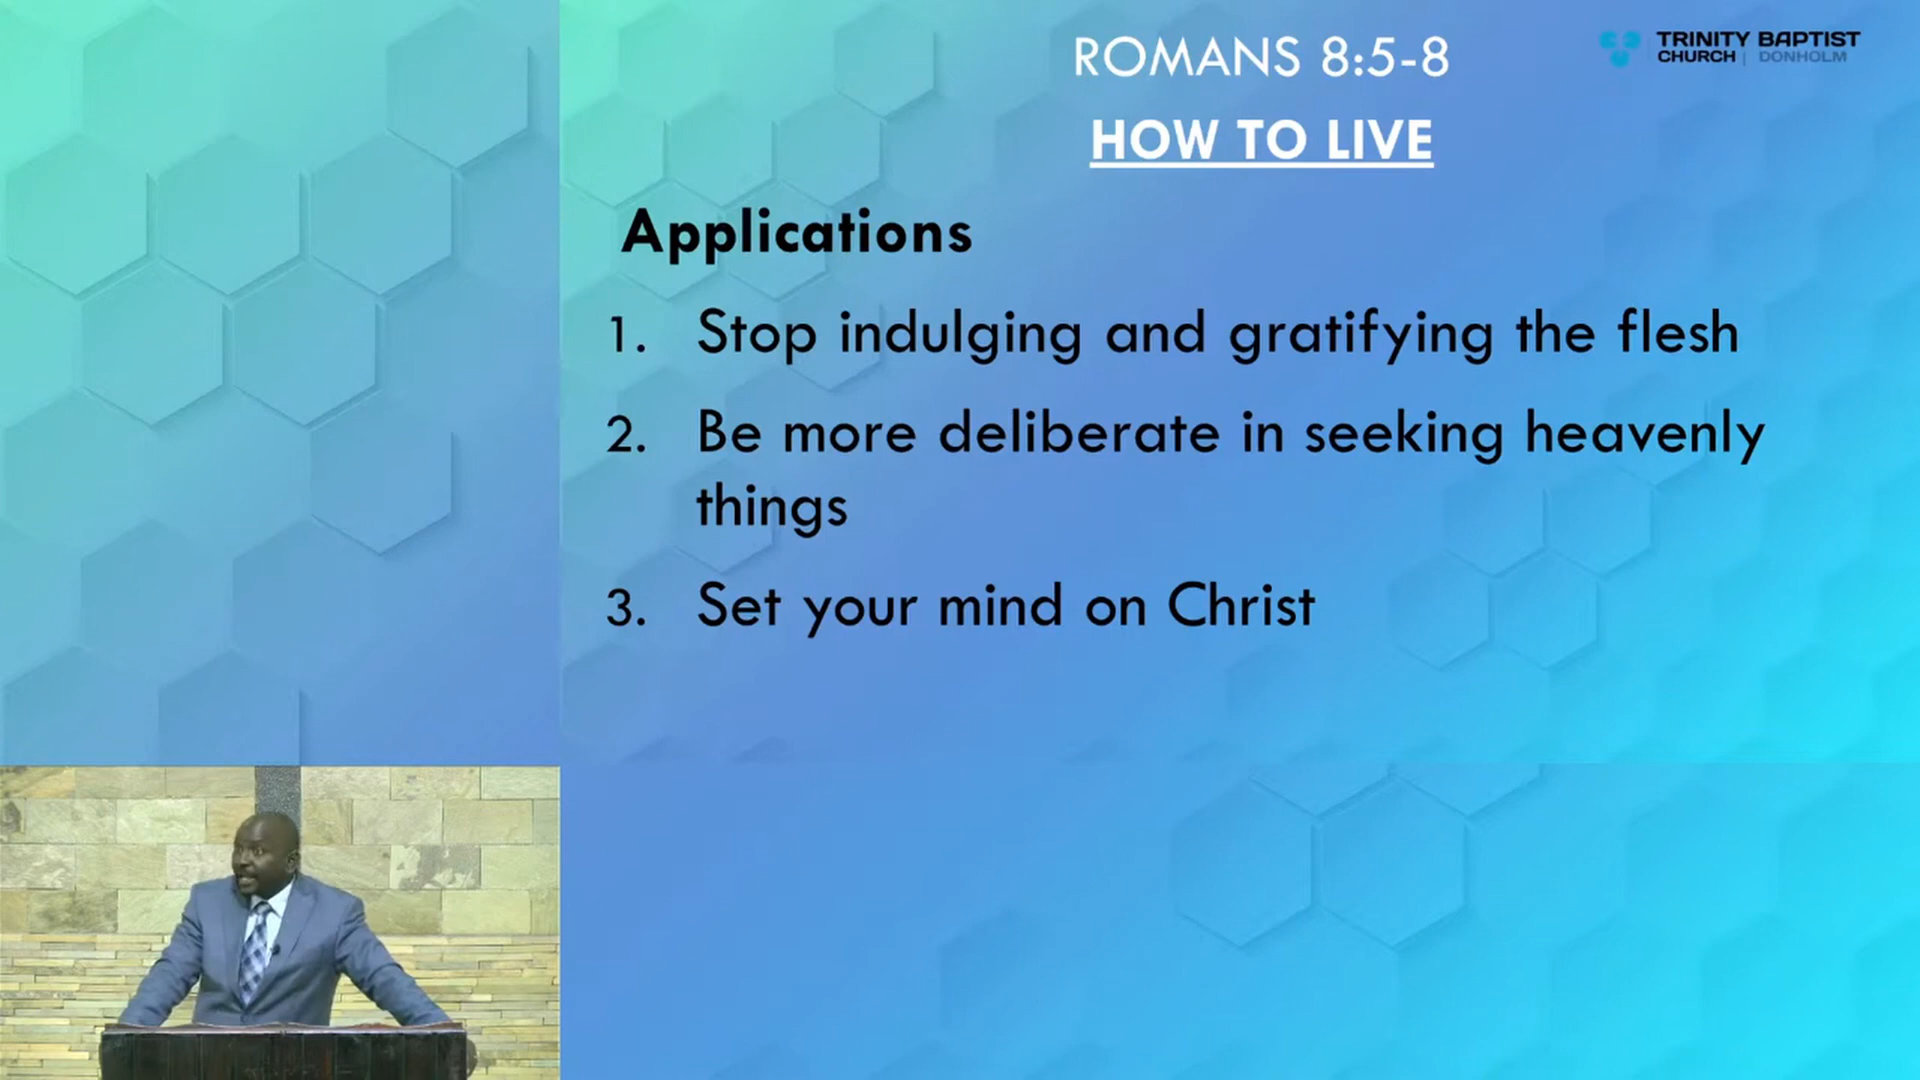 ROMANS 8:5-8
TRINITY BAPTIST
CHURCH | DONHOLM
HOW TO LIVE
Applications
1. Stop indulging and gratifying the flesh
2. Be more deliberate in seeking heavenly
things
3. Set your mind on Christ